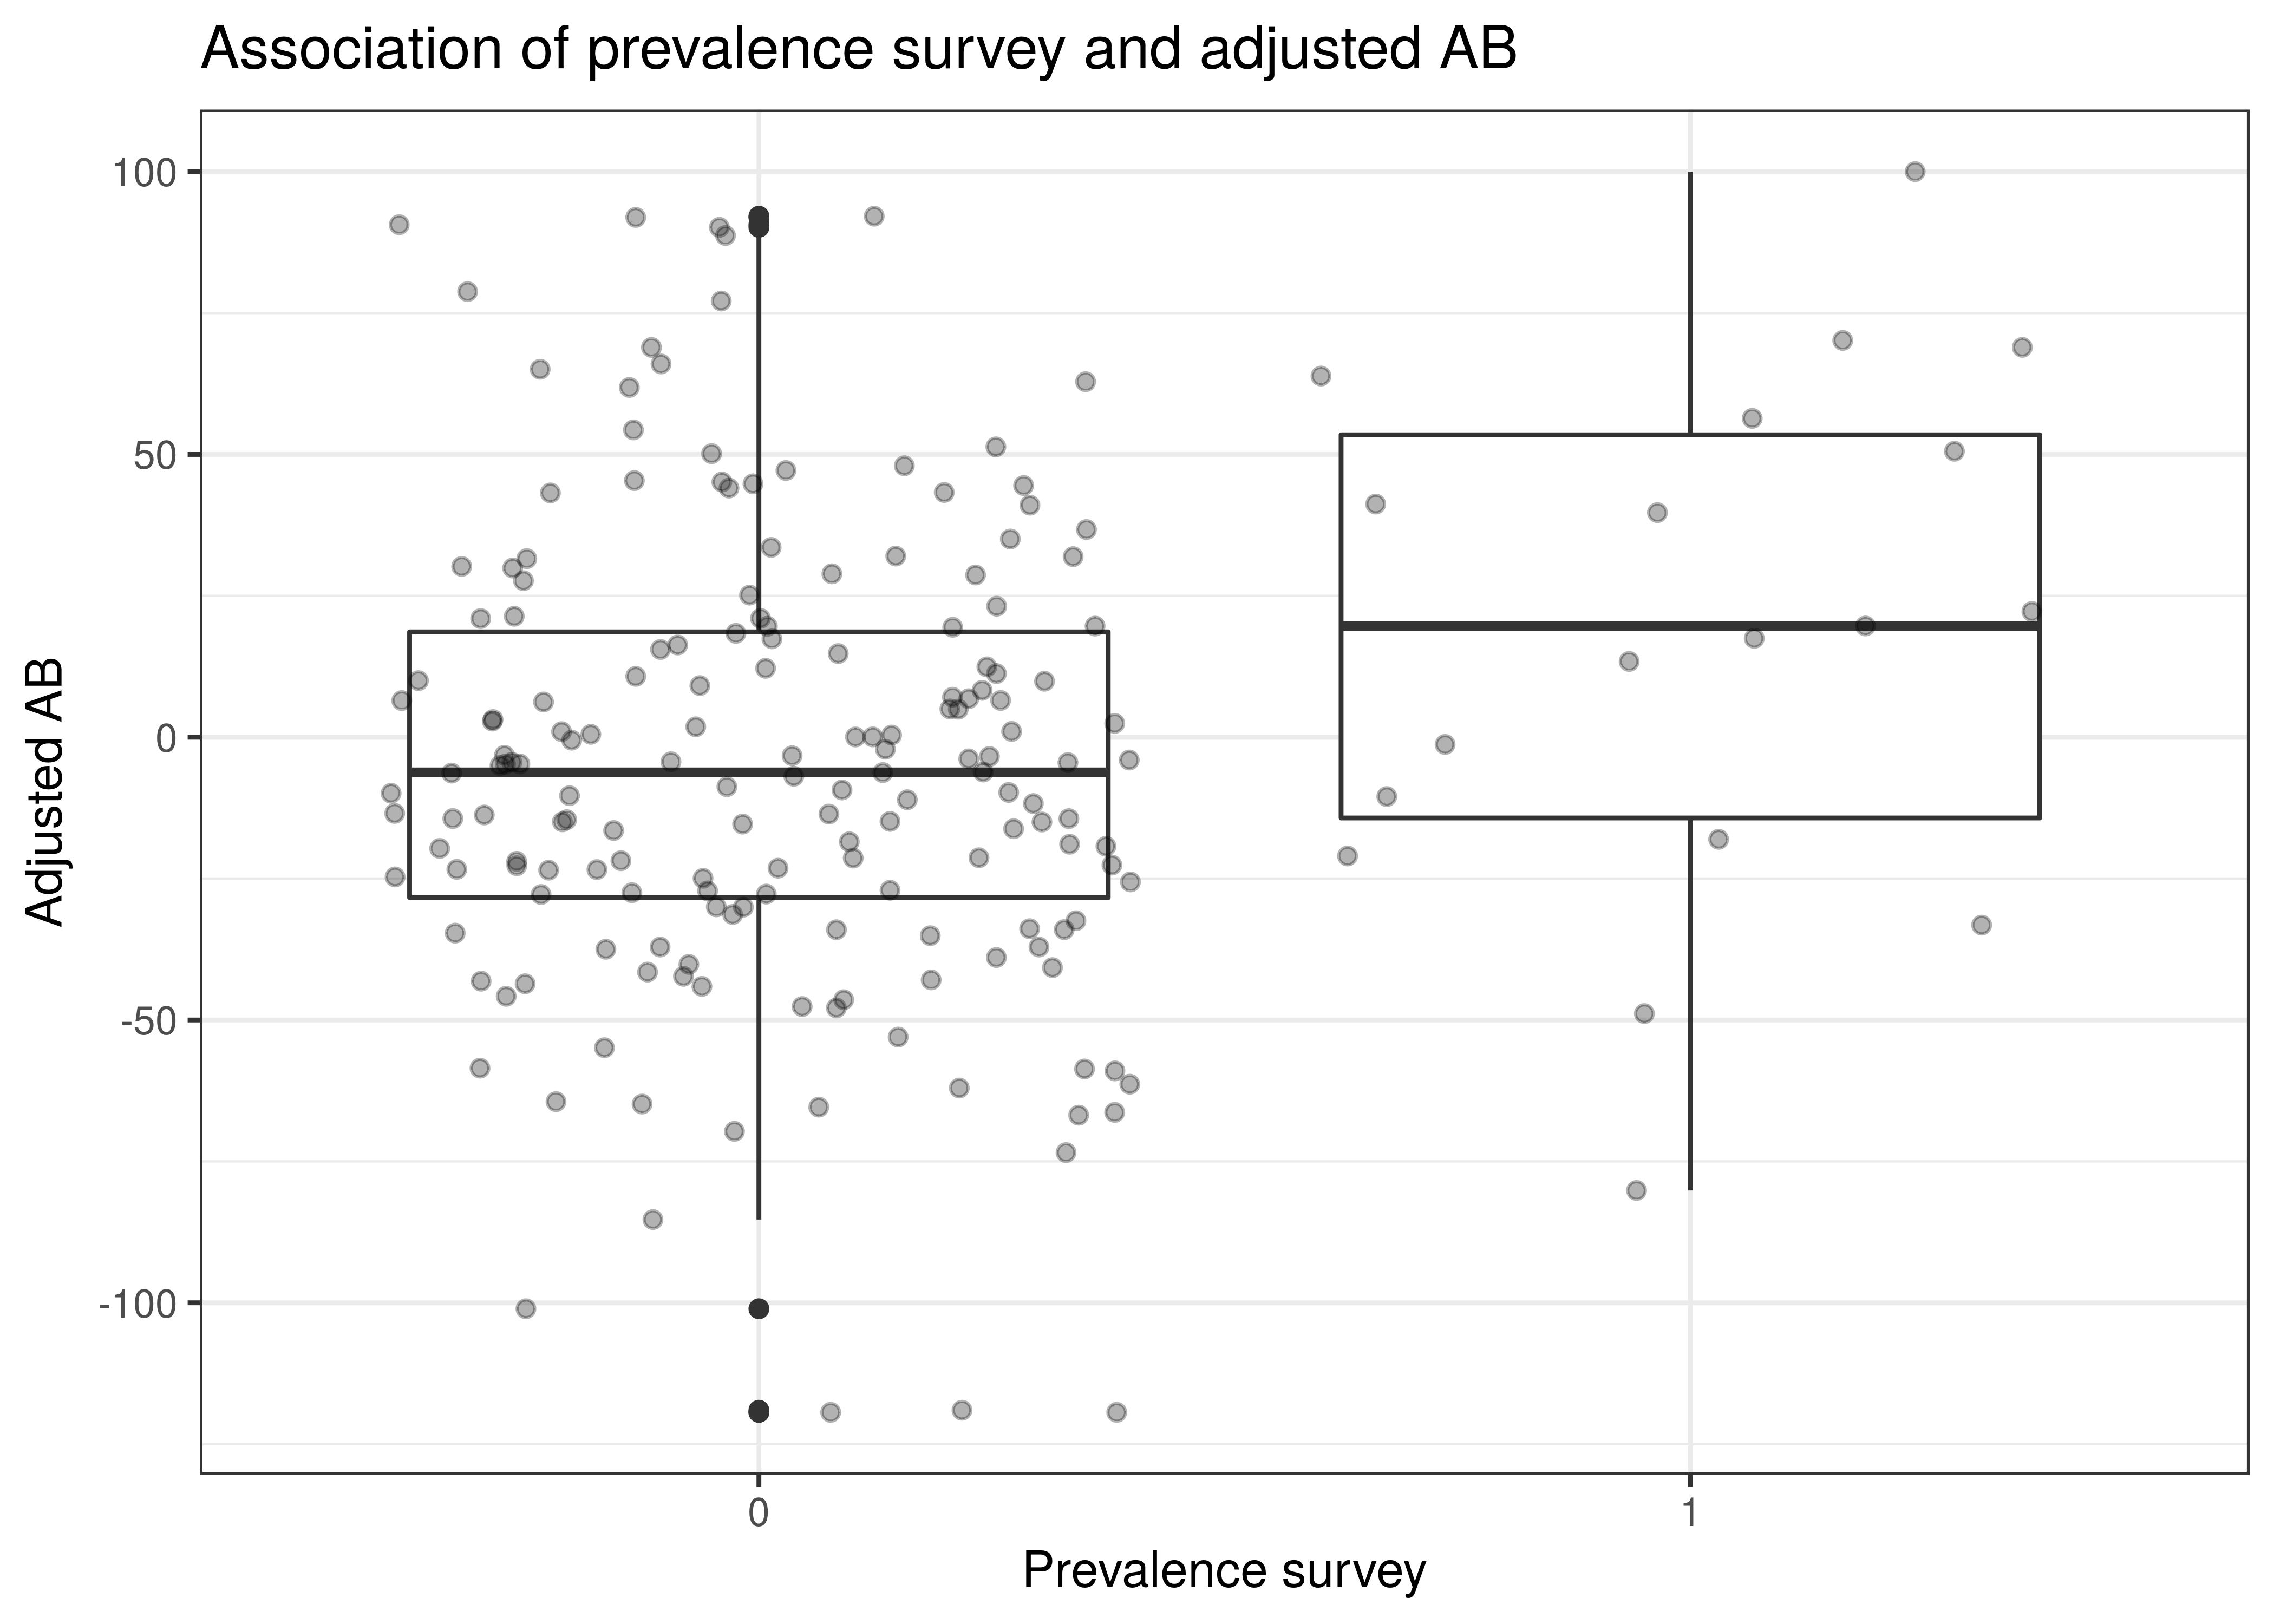 Association of prevalence survey and adjusted AB
100
50
0
-50
-100
Adjusted AB
0 1
Prevalence survey